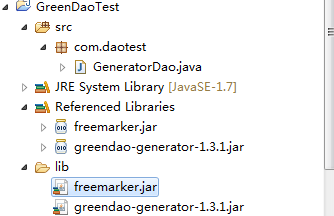 GreenDaoTest
src
com.daotest
GeneratorDao.java
JRE System Library [JavaSE-1.7]
Referenced Libraries
freemarker.jar
greendao-generator-1.3.1.jar
lib
freemarker.jar
greendao-generator-1.3.1.jar